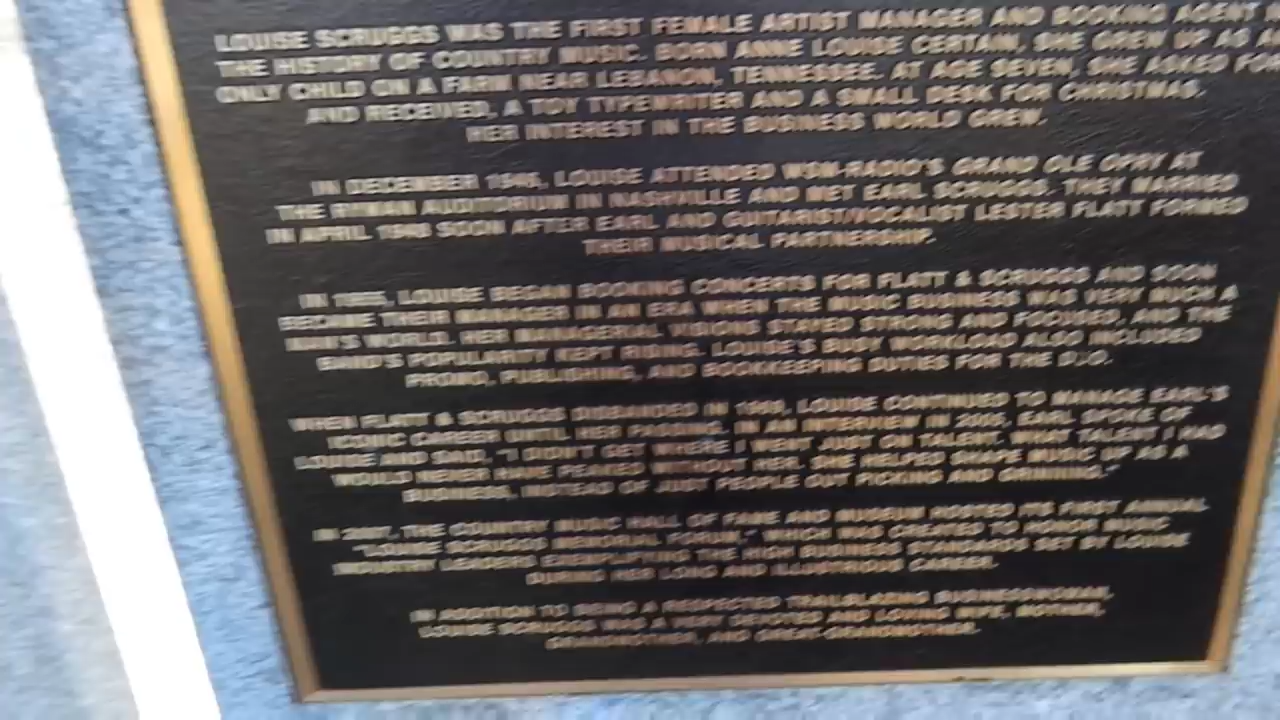 LOUISE SCRUGGS WAS THE FIRST FEMALE ARTIST MANAGER AND BOOKING AGENT
THE HISTORY OF COUNTRY MUSIC. BORN ANNE LOUISE CERTAIN, SHE GREW UP AS AN
ONLY CHILD ON A FARM NEAR LEBANON, TENNESSEE. AT AGE SEVEN, SHE ASKED FOR
AND RECEIVED, A TOY TYPEWRITER AND A SMALL DESK FOR CHRISTMAS.
HER INTEREST IN THE BUSINESS WORLD GREW.
IN DECEMBER 1946, LOUISE ATTENDED WSM-RADIO'S GRAND OLE OPRY AT
THE RYMAN AUDITORIUM IN NASHVILLE AND MET EARL SCRUGGS. THEY MARRIED
IN APRIL 1948 SOON AFTER EARL AND GUITARIST/VOCALIST LESTER FLATT FORMED
THEIR MUSICAL PARTNERSHIP.
IN 1955, LOUISE BEGAN BOOKING CONCERTS FOR FLATT & SCRUGGS AND SOON
BECAME THEIR MANAGER IN AN ERA WHEN THE MUSIC BUSINESS WAS VERY MUCH A
MAN'S WORLD. HER MANAGERIAL VISIONS STAYED STRONG AND FOCUSED, AND THE
BAND'S POPULARITY KEPT RISING. LOUISE'S BUSY WORKLOAD ALSO INCLUDED
PROMO, PUBLISHING, AND BOOKKEEPING DUTIES FOR THE DUO.
WHEN FLATT & SCRUGGS DISBANDED IN 1969, LOUISE CONTINUED TO MANAGE EARL'S
ICONIC CAREER UNTIL HER PASSING. IN AN INTERVIEW IN 2005, EARL SPOKE OF
LOUISE AND SAID, "I DIDN'T GET WHERE I WENT JUST ON TALENT. WHAT TALENT I HAD
WOULD NEVER HAVE PEAKED WITHOUT HER. SHE HELPED SHAPE MUSIC UP AS A
BUSINESS, INSTEAD OF JUST PEOPLE OUT PICKING AND GRINNING."
IN 2007, THE COUNTRY MUSIC HALL OF FAME AND MUSEUM HOSTED ITS FIRST ANNUAL
"LOUISE SCRUGGS MEMORIAL FORUM," WHICH WAS CREATED TO HONOR MUSIC
INDUSTRY LEADERS EXEMPLIFYING THE HIGH BUSINESS STANDARDS SET BY LOUISE
DURING HER LONG AND ILLUSTRIOUS CAREER.
IN ADDITION TO BEING A RESPECTED TRAILBLAZING BUSINESSWOMAN,
LOUISE SCRUGGS WAS A VERY DEVOTED AND LOVING WIFE, MOTHER,
GRANDMOTHER, AND GREAT-GRANDMOTHER.